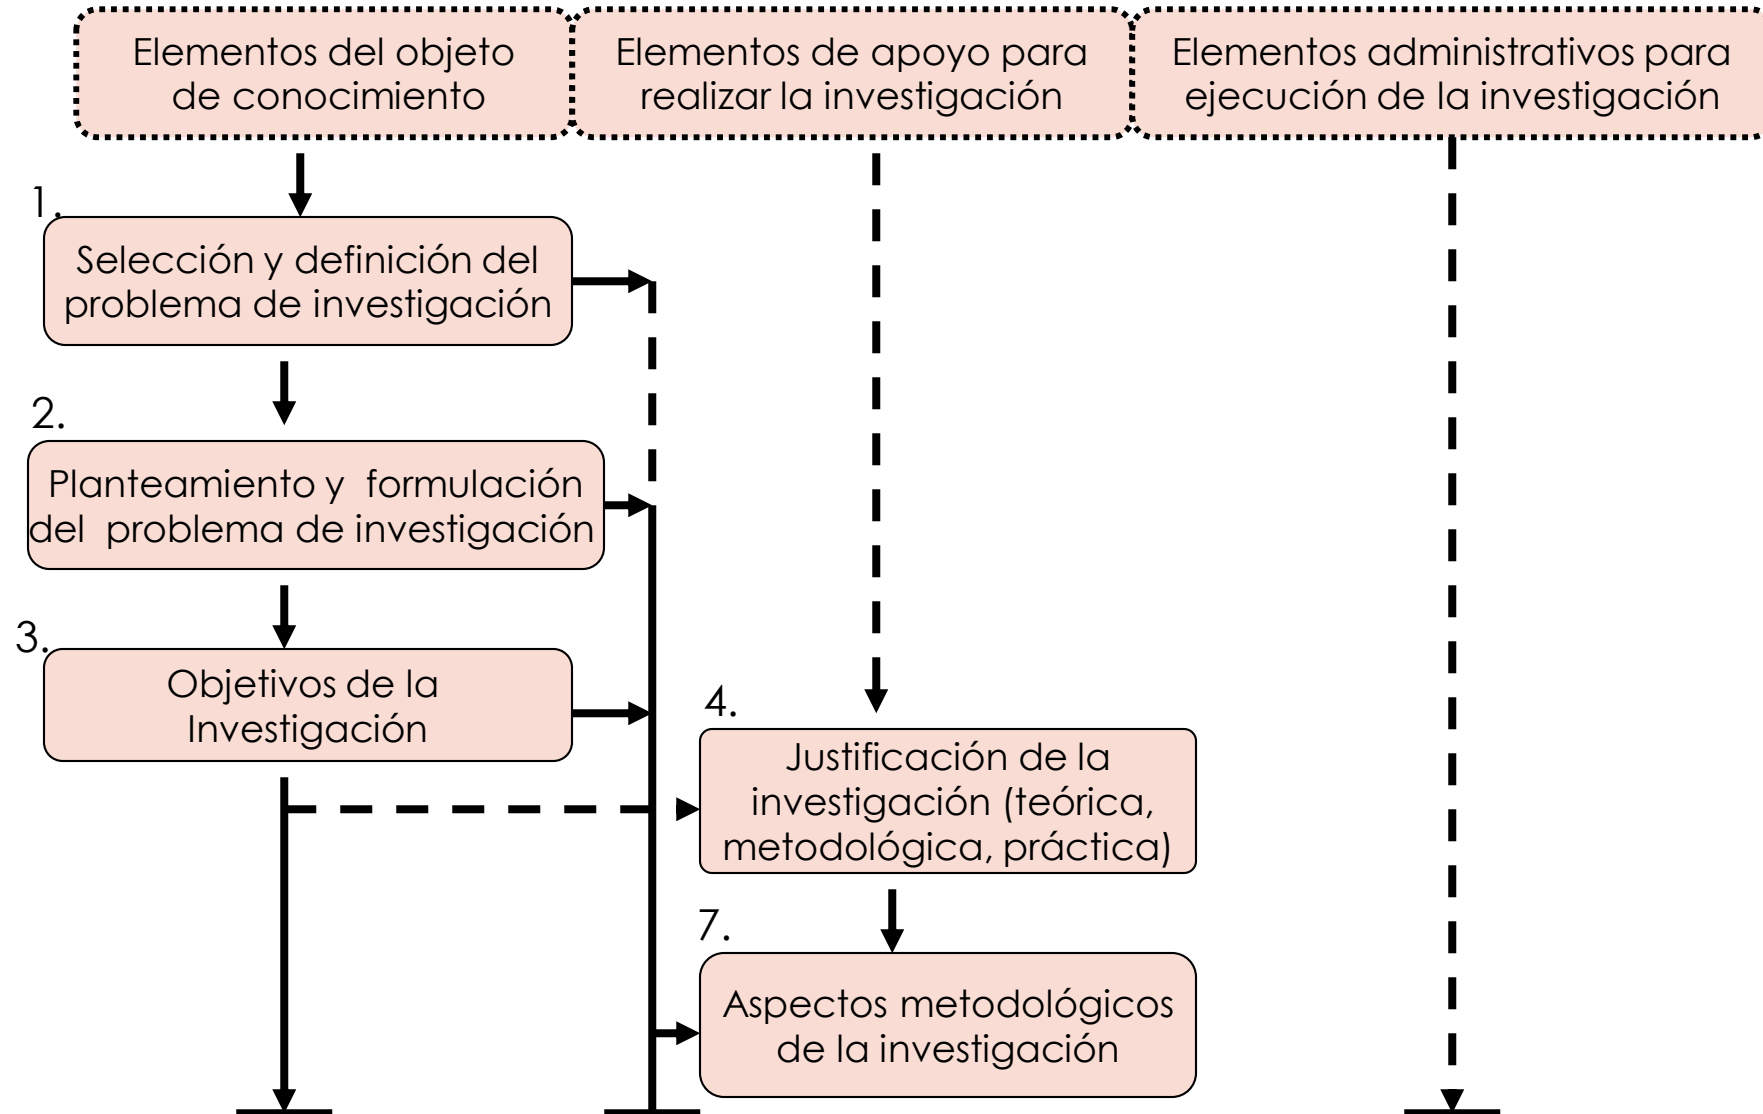 Elementos del objeto
de conocimiento
Elementos de apoyo para
realizar la investigación
Elementos administrativos para
ejecución de la investigación
1.
Selección y definición del
problema de investigación
2.
Planteamiento y formulación
del problema de investigación
3.
Objetivos de la
Investigación
4.
Justificación de la
investigación (teórica,
metodológica, práctica)
7.
Aspectos metodológicos
de la investigación